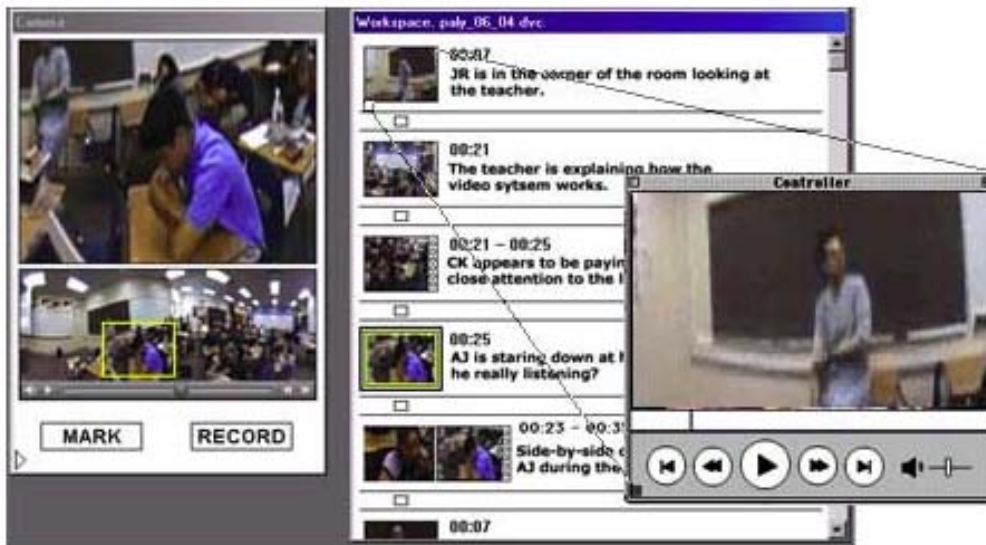 Camera
MARK
RECORD
Workspace, paly_06_04.dvc
00:07
JR is in the corner of the room looking at
the teacher.
00:21
The teacher is explaining how the
video sytsem works.
00:21 – 00:25
CK appears to be
close attention to the
00:25
AJ is staring down at
he really listening?
00:23 –
Side-by-side
AJ during the
00:07
Controller